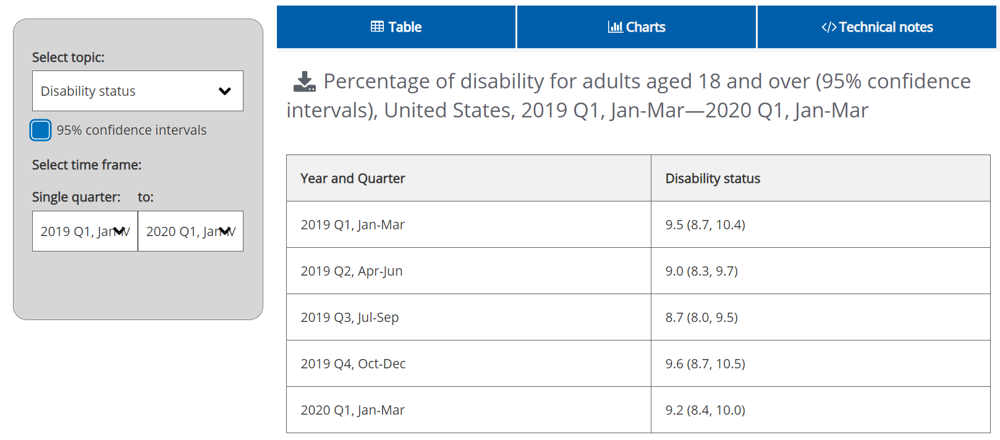 Select topic:
Disability status
95% confidence intervals
Select time frame:
Single quarter: to:
2019 Q1, Jan-M 2020 Q1, Jan-M
Table
Charts
Technical notes
Percentage of disability for adults aged 18 and over (95% confidence
intervals), United States, 2019 Q1, Jan-Mar—2020 Q1, Jan-Mar
Year and Quarter Disability status
2019 Q1, Jan-Mar 9.5 (8.7, 10.4)
2019 Q2, Apr-Jun 9.0 (8.3, 9.7)
2019 Q3, Jul-Sep 8.7 (8.0, 9.5)
2019 Q4, Oct-Dec 9.6 (8.7, 10.5)
2020 Q1, Jan-Mar 9.2 (8.4, 10.0)